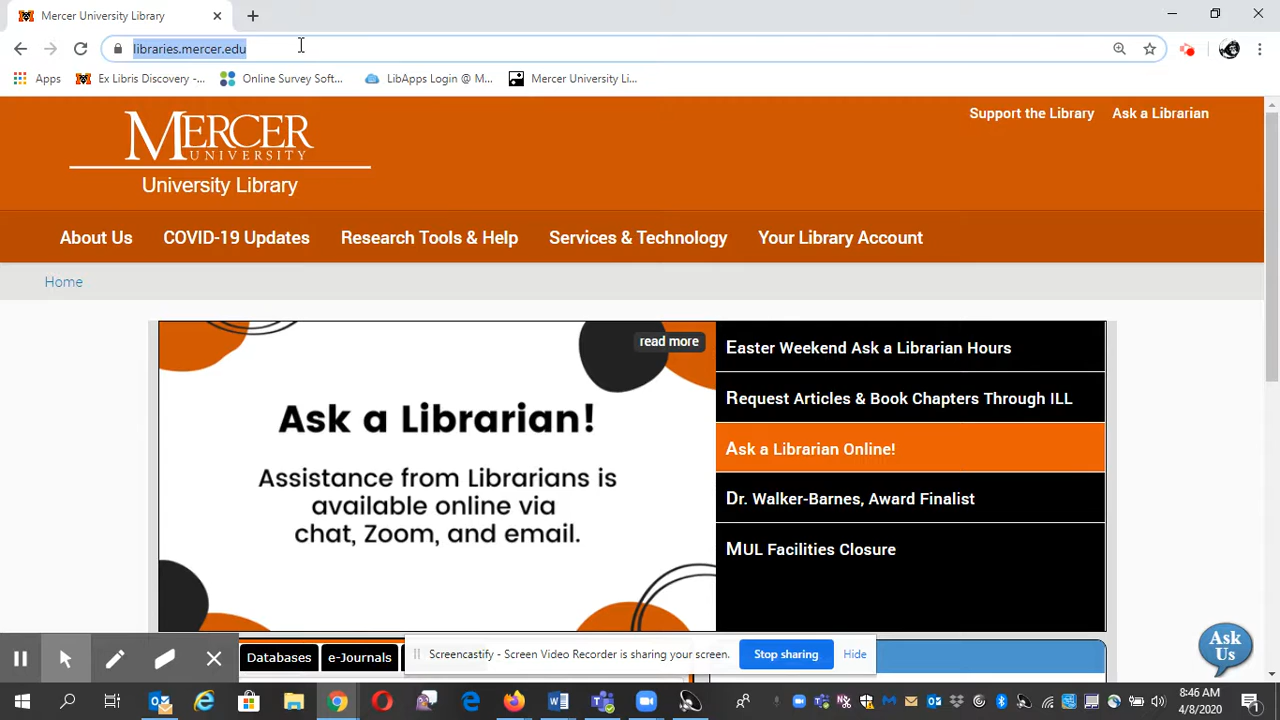 Mercer University Library
libraries.mercer.edu
Apps
Ex Libris Discovery -...
Online Survey Soft...
LibApps Login @ M...
Mercer University Li...
Support the Library
Ask a Librarian
MERCER
UNIVERSITY
University Library
About Us
COVID-19 Updates
Research Tools & Help
Services & Technology
Your Library Account
Home
read more
Ask a Librarian!
Assistance from Librarians is
available online via
chat, Zoom, and email.
Easter Weekend Ask a Librarian Hours
Request Articles & Book Chapters Through ILL
Ask a Librarian Online!
Dr. Walker-Barnes, Award Finalist
MUL Facilities Closure
Databases
e-Journals
Screencastify - Screen Video Recorder is sharing your screen.
Stop sharing
Hide
Ask
Us
8:46 AM
4/8/2020